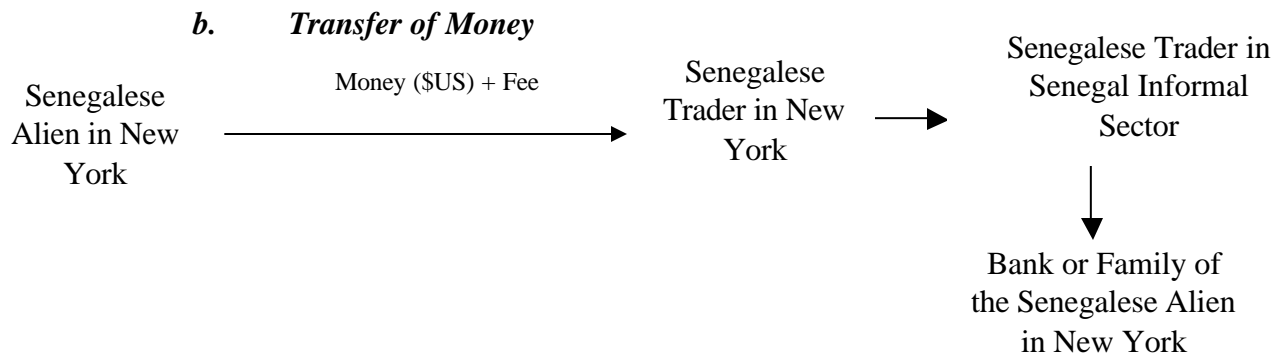 b. Transfer of Money
Senegalese
Alien in New
York
Money ($US) + Fee
Senegalese
Trader in New
York
Senegalese Trader in
Senegal Informal
Sector
Bank or Family of
the Senegalese Alien
in New York